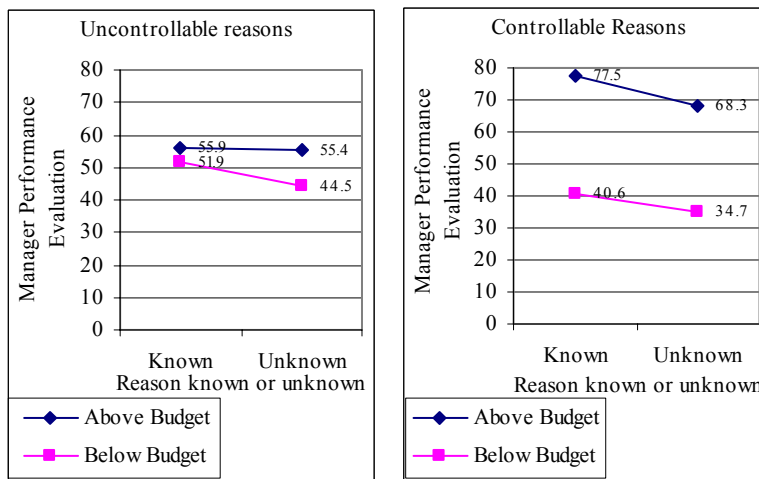 Uncontrollable reasons
Manager Performance
Evaluation
80
70
60
50
40
30
20
10
0
55.9
55.4
51.9
44.5
Known
Unknown
Reason known or unknown
Above Budget
Below Budget
Controllable Reasons
Manager Performance
Evaluation
80
70
60
50
40
30
20
10
0
77.5
68.3
40.6
34.7
Known
Unknown
Reason known or unknown
Above Budget
Below Budget